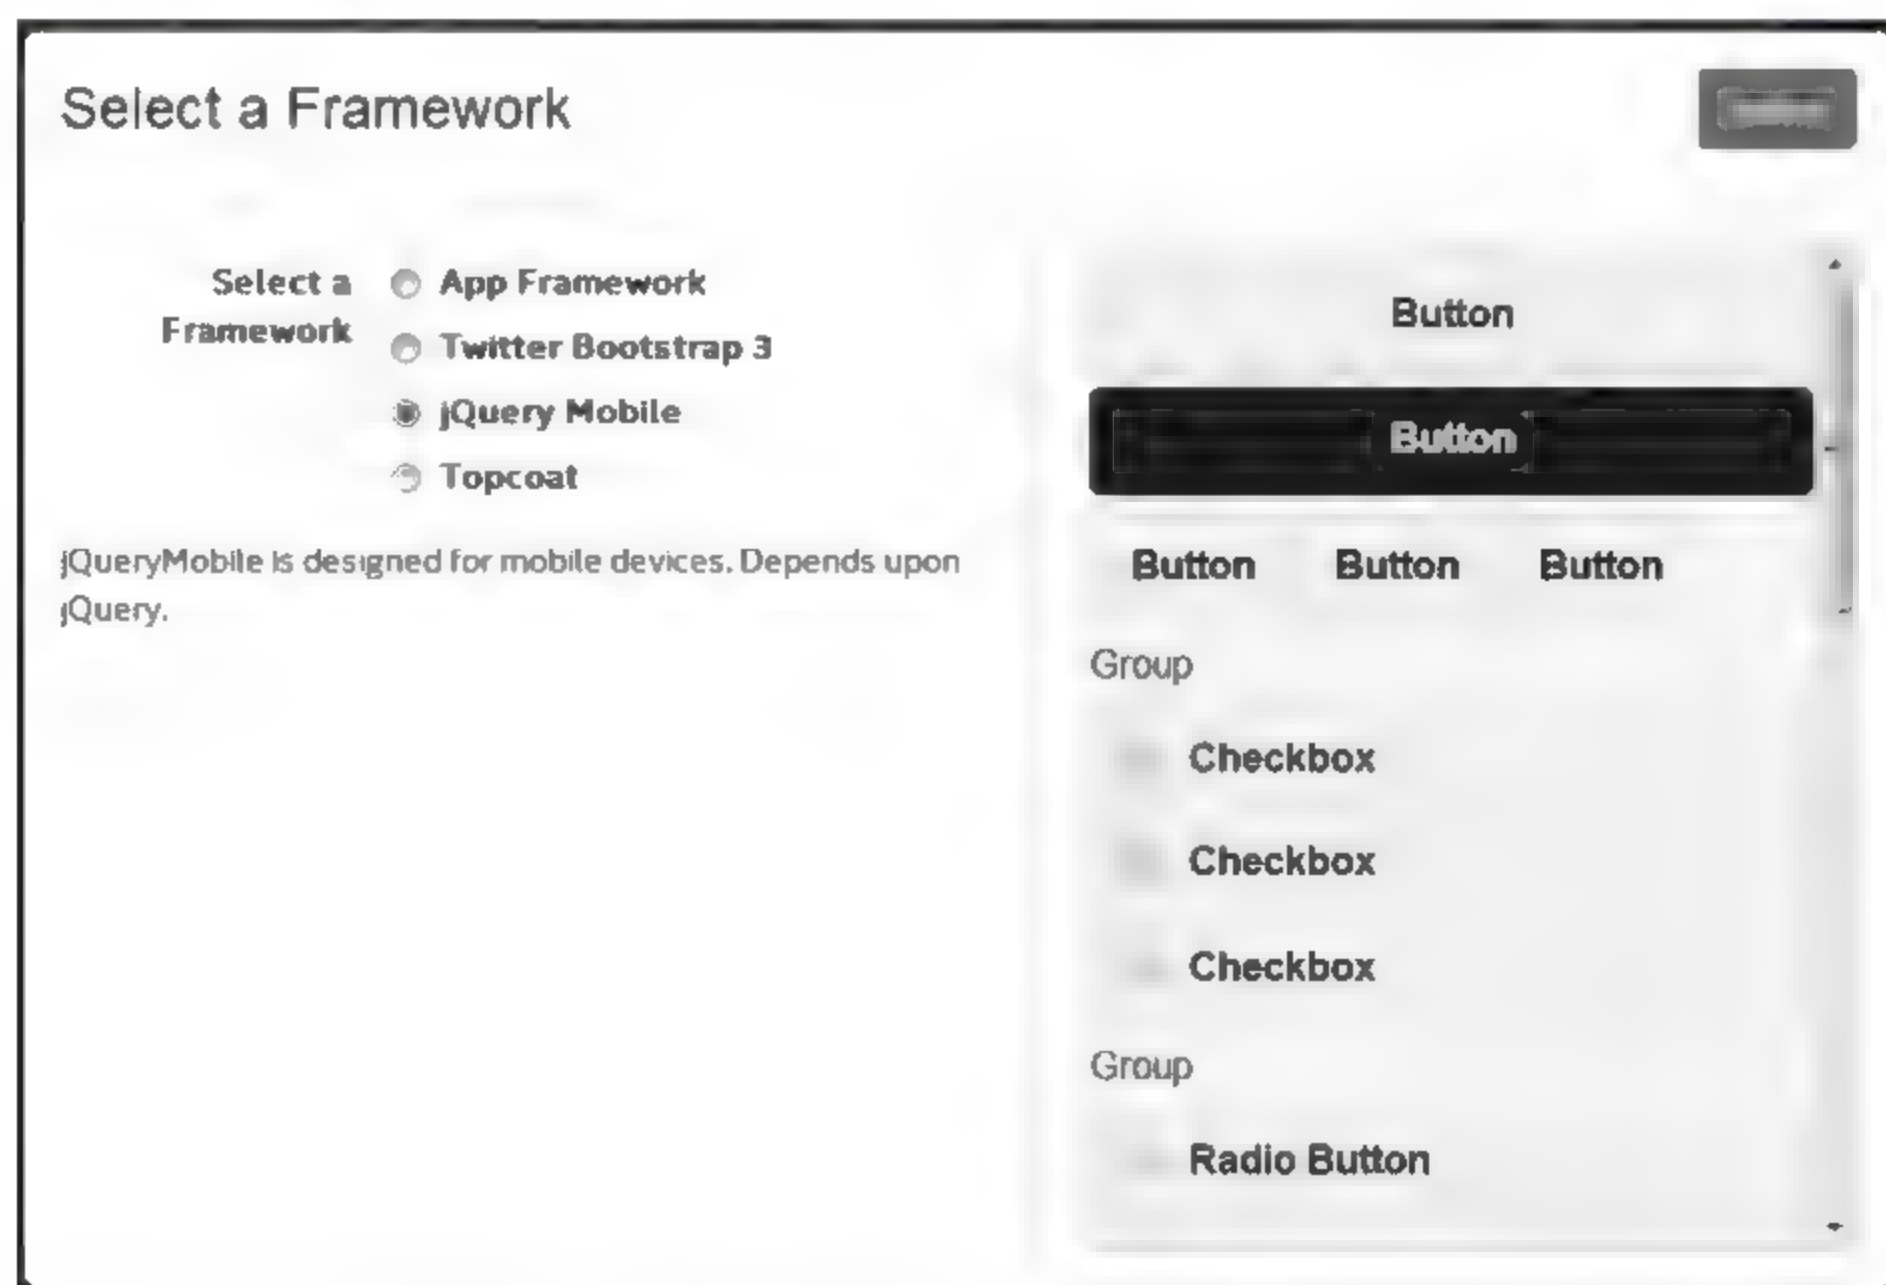 Select a Framework
Select a
Framework
App Framework
Twitter Bootstrap 3
jQuery Mobile
Topcoat
jQueryMobile is designed for mobile devices. Depends upon
jQuery.
Button
Button
Button Button Button
Group
Checkbox
Checkbox
Checkbox
Group
Radio Button